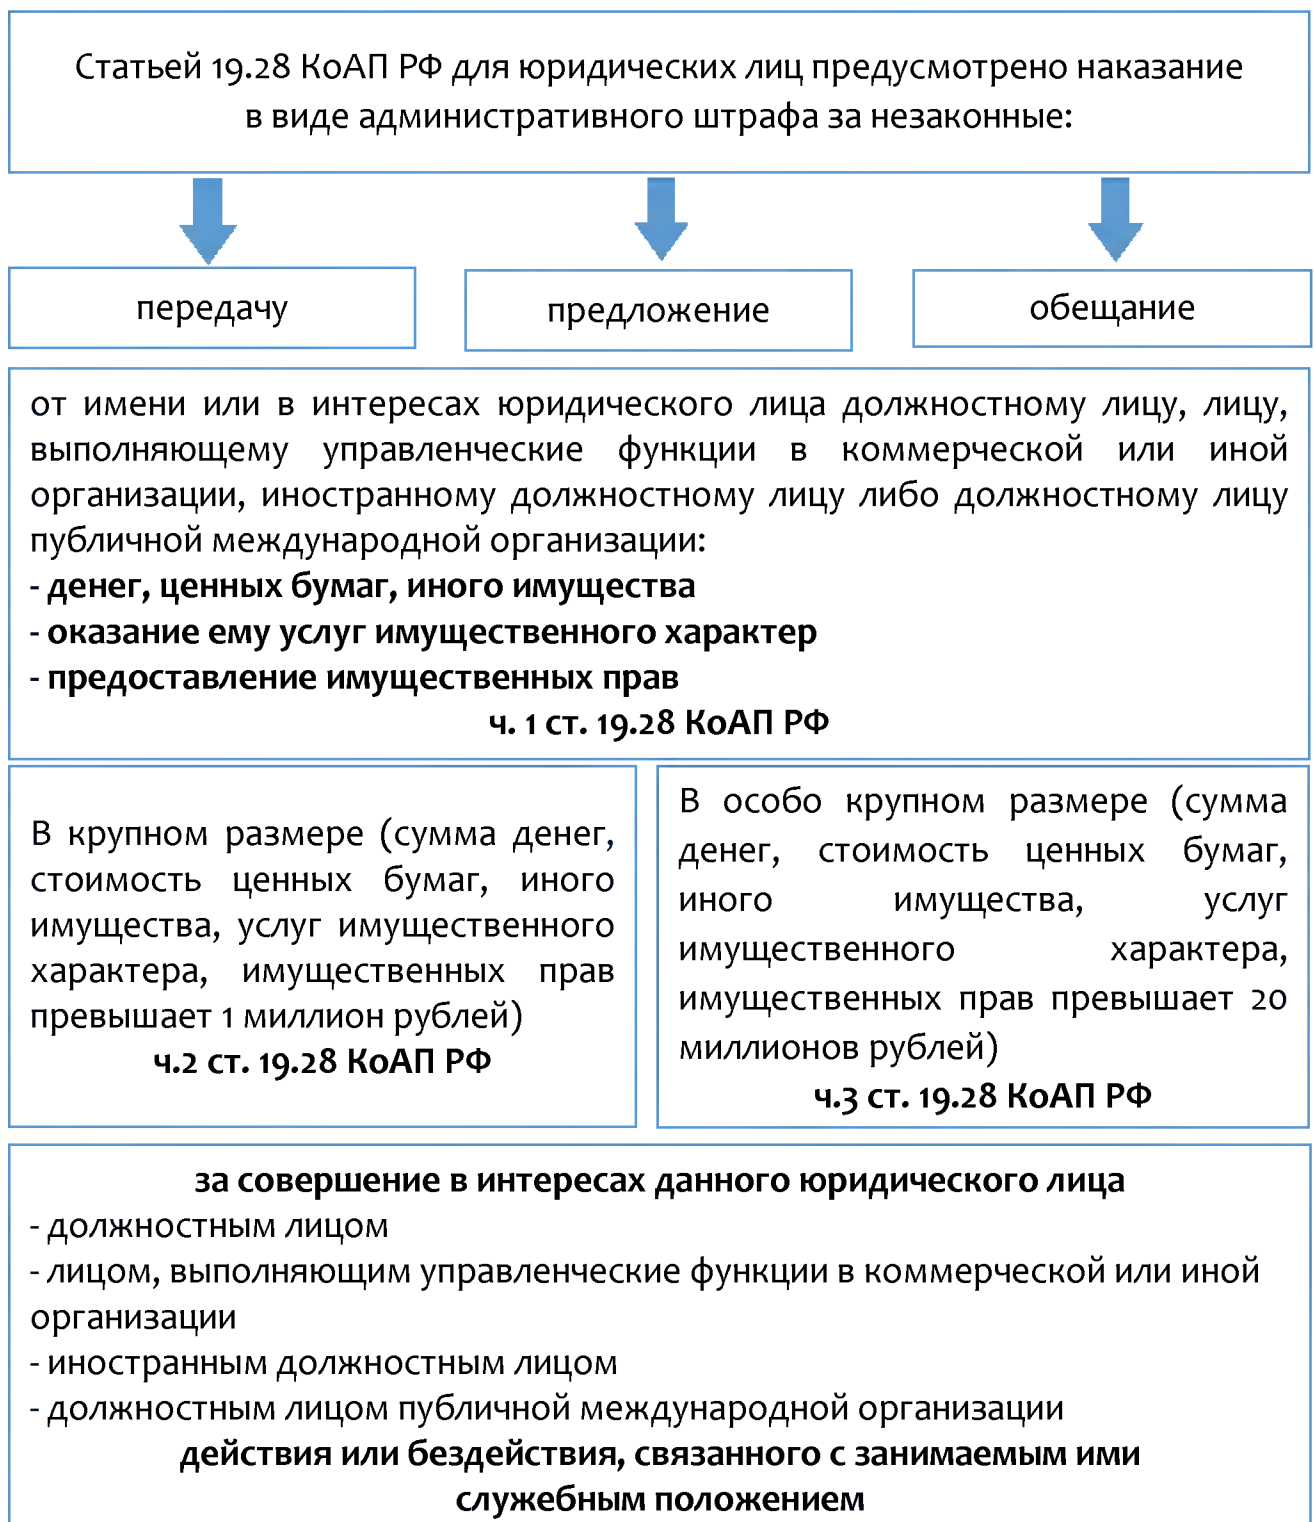 Статьей 19.28 КоАП РФ для юридических лиц предусмотрено наказание
в виде административного штрафа за незаконные:
передачу
предложение
обещание
от имени или в интересах юридического лица должностному лицу, лицу,
выполняющему управленческие функции в коммерческой или иной
организации, иностранному должностному лицу либо должностному лицу
публичной международной организации:
- денег, ценных бумаг, иного имущества
- оказание ему услуг имущественного характер
- предоставление имущественных прав
ч. 1 ст. 19.28 КоАП РФ
В крупном размере (сумма денег,
стоимость ценных бумаг, иного
имущества, услуг имущественного
характера, имущественных прав
превышает 1 миллион рублей)
ч.2 ст. 19.28 КоАП РФ
В особо крупном размере (сумма
денег, стоимость ценных бумаг,
иного имущества, услуг
имущественного характера,
имущественных прав превышает 20
миллионов рублей)
ч.3 ст. 19.28 КоАП РФ
за совершение в интересах данного юридического лица
- должностным лицом
- лицом, выполняющим управленческие функции в коммерческой или иной
организации
- иностранным должностным лицом
- должностным лицом публичной международной организации
действия или бездействия, связанного с занимаемым ими
служебным положением